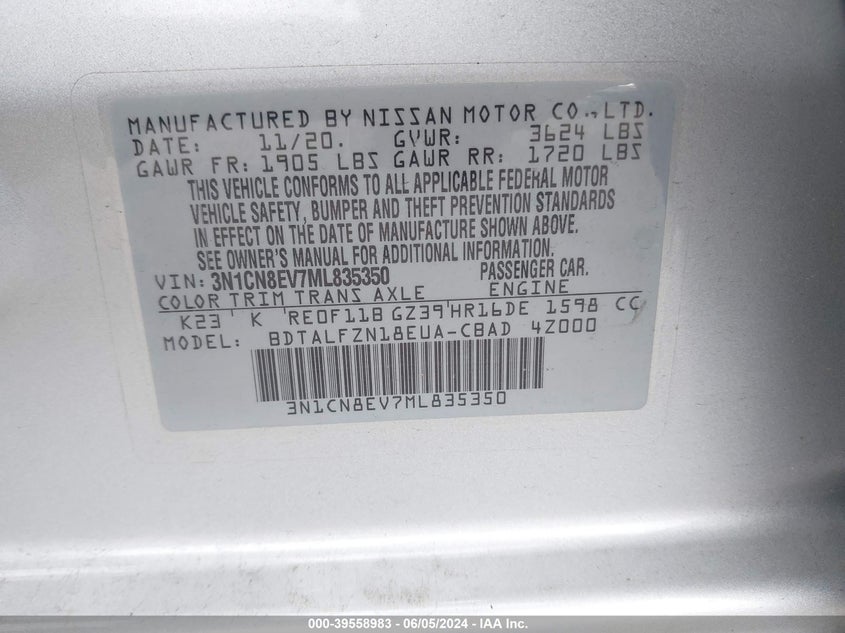 MANUFACTURED BY NISSAN MOTOR CO.,LTD.
DATE: 11/20. GVWR: 3624 LBS
GAWR FR: 1905 LBS GAWR RR: 1720 LBS
THIS VEHICLE CONFORMS TO ALL APPLICABLE FEDERAL MOTOR
VEHICLE SAFETY, BUMPER AND THEFT PREVENTION STANDARDS
IN EFFECT ON THE DATE OF MANUFACTURE SHOWN ABOVE.
SEE OWNER'S MANUAL FOR ADDITIONAL INFORMATION.
VIN: 3N1CN8EV7ML835350 PASSENGER CAR.
COLOR TRIM TRANS AXLE ENGINE
K23 K RE0F11B GZ39 HR16DE 1598 CC
MODEL: BDTALFZN18EUA-CBAD 4Z000
3N1CN8EV7ML835350
000-39558983 - 06/05/2024 - IAA Inc.